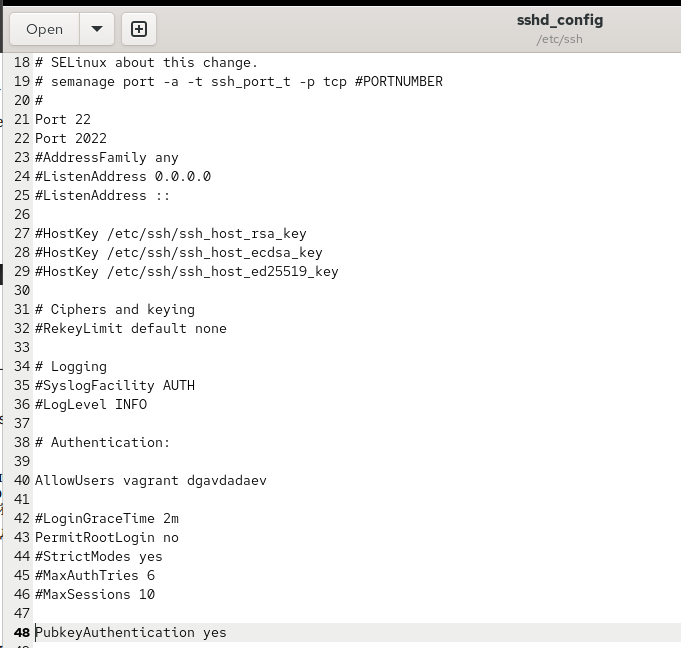 Open
sshd_config
/etc/ssh
18 # SELinux about this change.
19 # semanage port -a -t ssh_port_t -p tcp #PORTNUMBER
20 #
21 Port 22
22 Port 2022
23 #AddressFamily any
24 #ListenAddress 0.0.0.0
25 #ListenAddress ::
26
27 #HostKey /etc/ssh/ssh_host_rsa_key
28 #HostKey /etc/ssh/ssh_host_ecdsa_key
29 #HostKey /etc/ssh/ssh_host_ed25519_key
30
31 # Ciphers and keying
32 #RekeyLimit default none
33
34 # Logging
35 #SyslogFacility AUTH
36 #LogLevel INFO
37
38 # Authentication:
39
40 AllowUsers vagrant dgavdadaev
41
42 #LoginGraceTime 2m
43 PermitRootLogin no
44 #StrictModes yes
45 #MaxAuthTries 6
46 #MaxSessions 10
47
48 PubkeyAuthentication yes